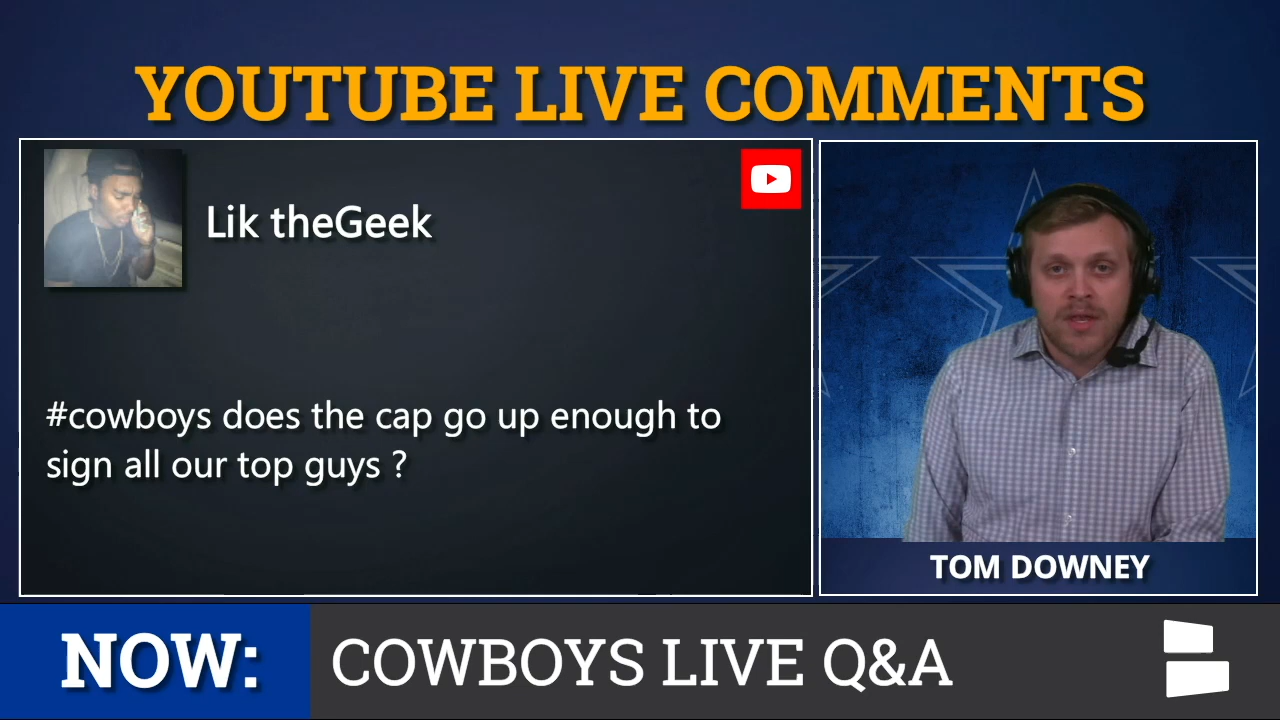 YOUTUBE LIVE COMMENTS
Lik theGeek
#cowboys does the cap go up enough to
sign all our top guys ?
TOM DOWNEY
NOW:
COWBOYS LIVE Q&A